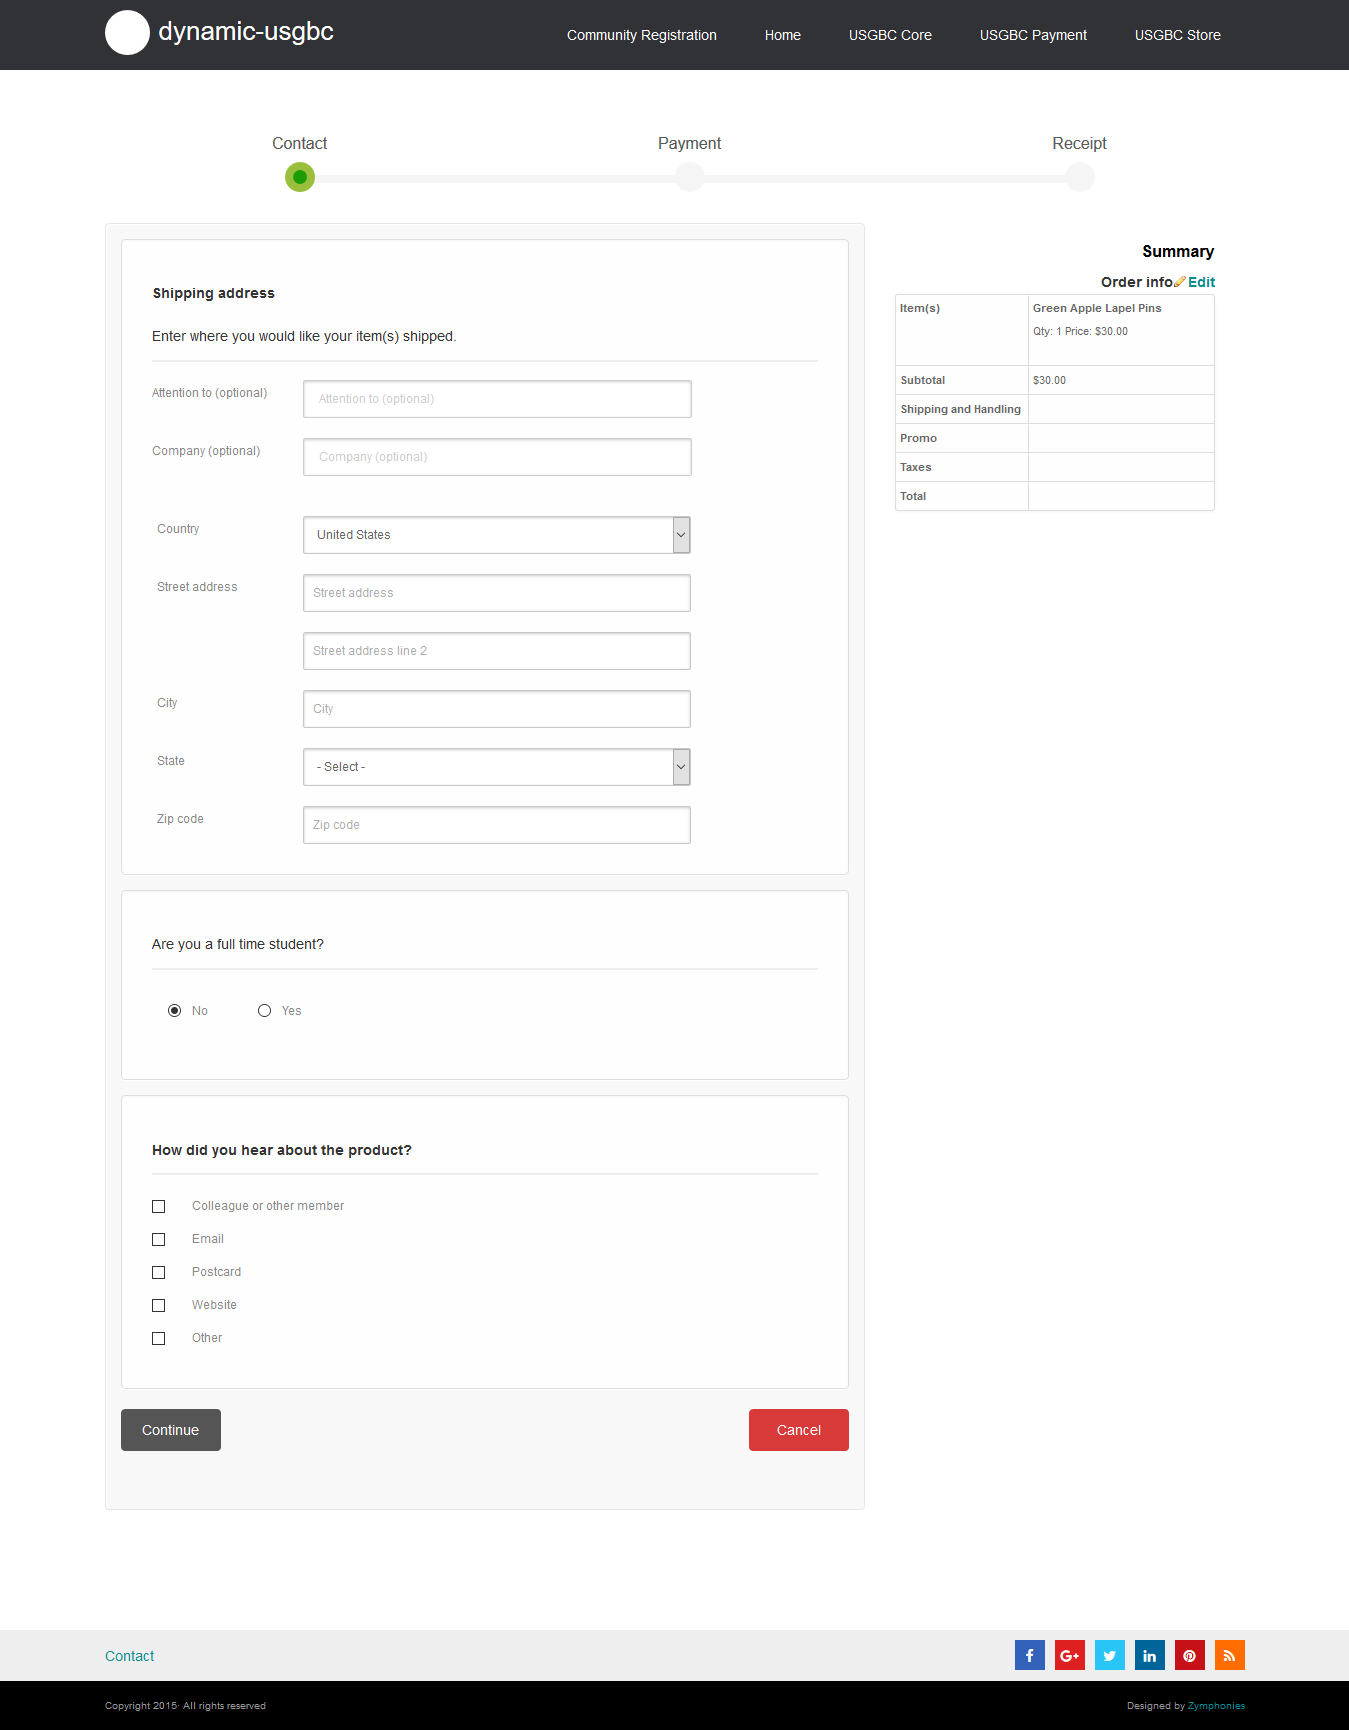 dynamic-usgbc
Community Registration Home USGBC Core USGBC Payment USGBC Store
Contact Payment Receipt
Shipping address
Enter where you would like your item(s) shipped.
Attention to (optional) Attention to (optional)
Company (optional) Company (optional)
Country United States
Street address Street address
Street address line 2
City City
State - Select -
Zip code Zip code
Are you a full time student?
No Yes
How did you hear about the product?
Colleague or other member
Email
Postcard
Website
Other
Continue Cancel
Summary
Order info Edit
Item(s) Green Apple Lapel Pins
Qty: 1 Price: $30.00
Subtotal $30.00
Shipping and Handling
Promo
Taxes
Total
Contact
f G+ in
Copyright 2015· All rights reserved Designed by Zymphonies